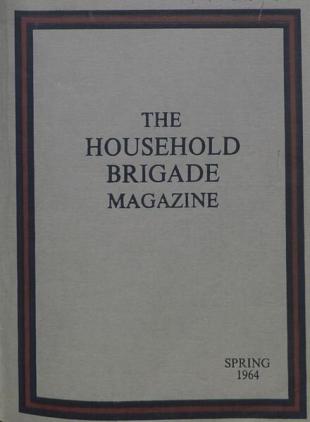 THE
HOUSEHOLD
BRIGADE
MAGAZINE
SPRING
1964